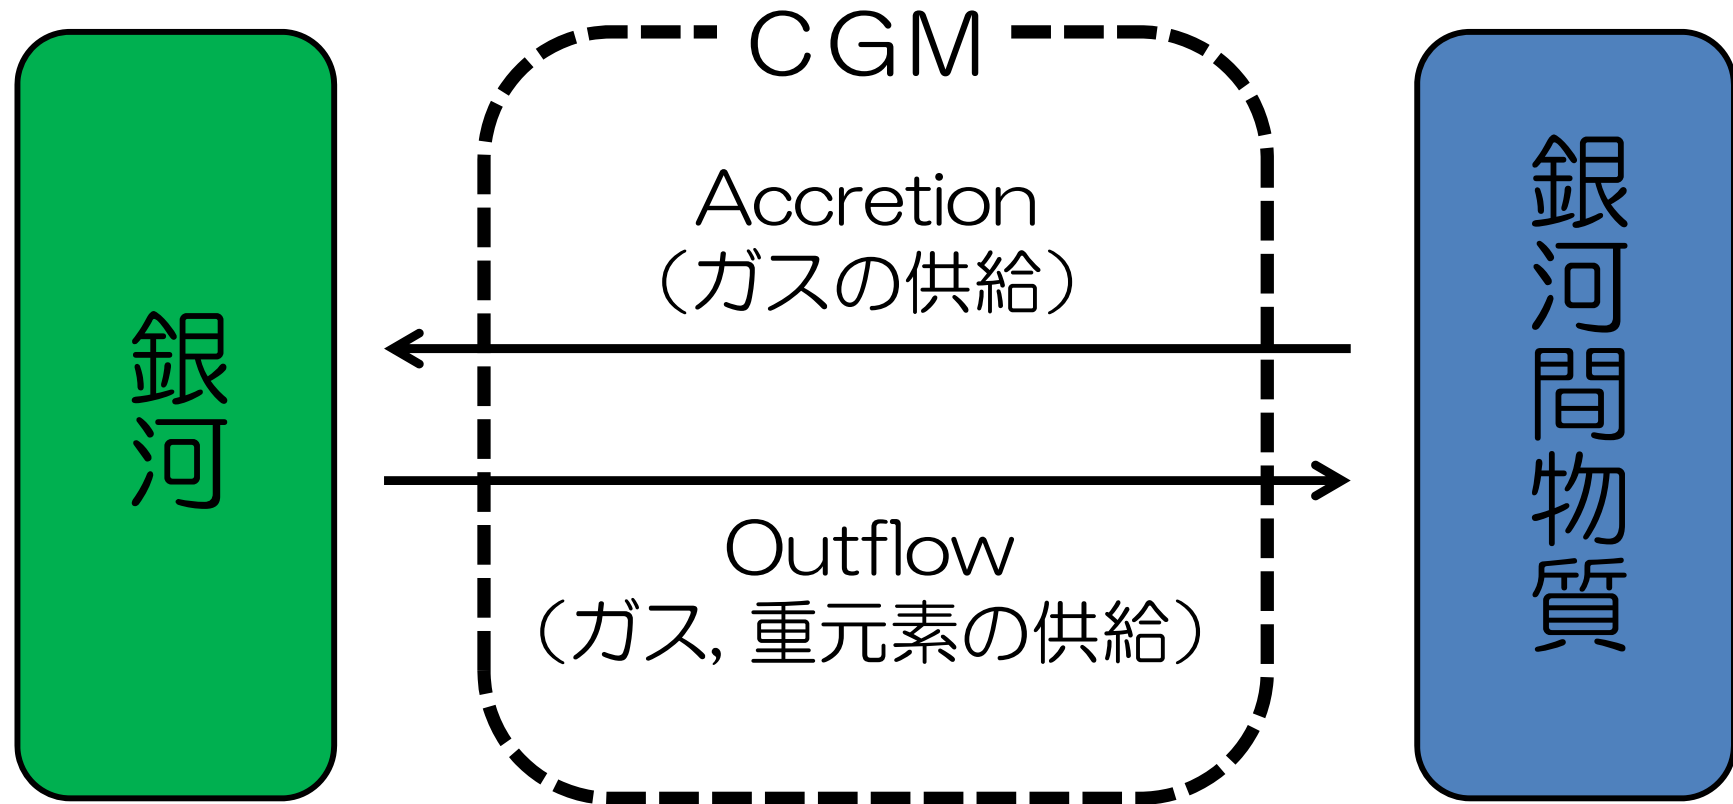 銀河
CGM
Accretion
（ガスの供給）
Outflow
（ガス, 重元素の供給）
銀河間物質